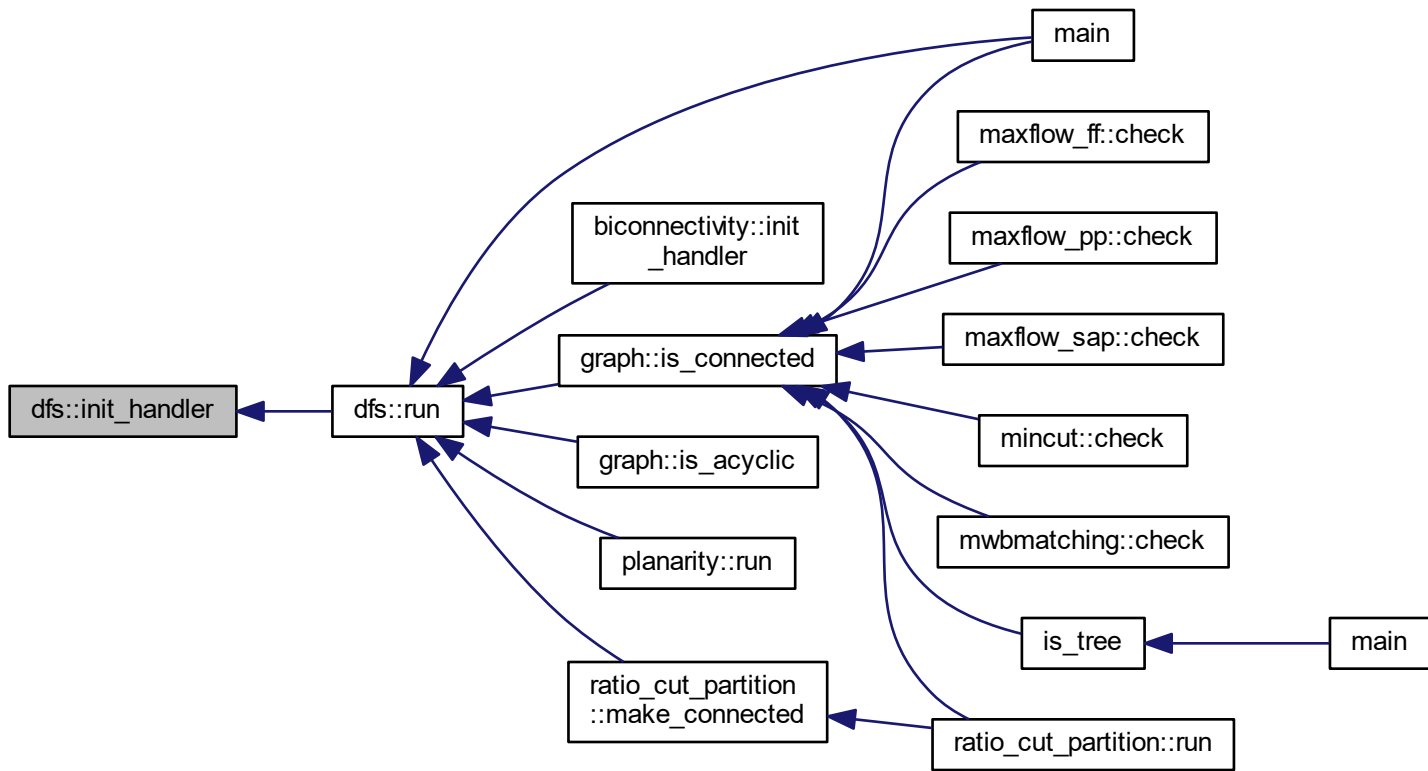 main
maxflow_ff::check
biconnectivity::init
_handler
maxflow_pp::check
maxflow_sap::check
graph::is_connected
dfs::init_handler
dfs::run
mincut::check
graph::is_acyclic
mwbmatching::check
planarity::run
is_tree
main
ratio_cut_partition
::make_connected
ratio_cut_partition::run